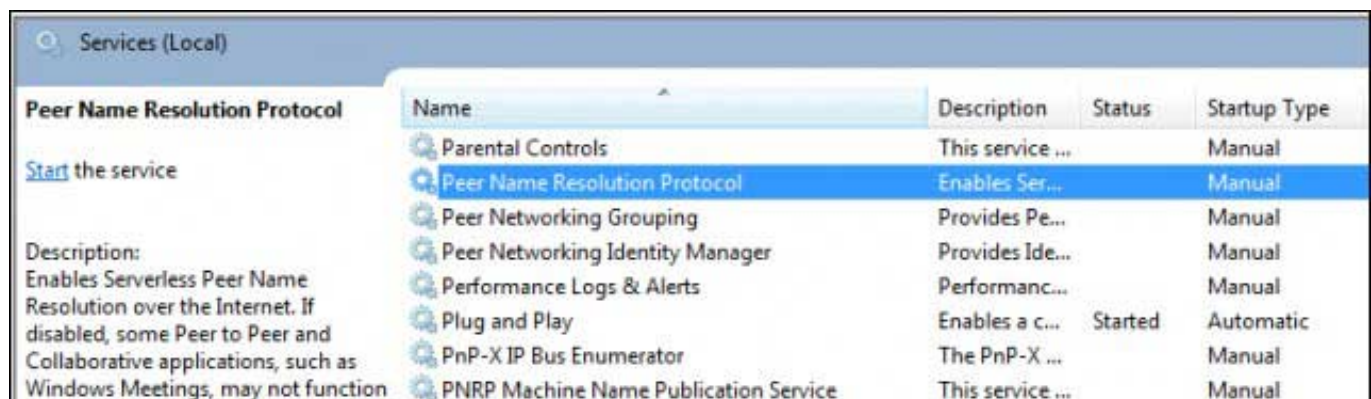 Services (Local)
Peer Name Resolution Protocol
Start the service
Description:
Enables Serverless Peer Name
Resolution over the Internet. If
disabled, some Peer to Peer and
Collaborative applications, such as
Windows Meetings, may not function
Name Description Status Startup Type
Parental Controls This service ... Manual
Peer Name Resolution Protocol Enables Ser... Manual
Peer Networking Grouping Provides Pe... Manual
Peer Networking Identity Manager Provides Ide... Manual
Performance Logs & Alerts Performanc... Manual
Plug and Play Enables a c... Started Automatic
PnP-X IP Bus Enumerator The PnP-X ... Manual
PNRP Machine Name Publication Service This service ... Manual